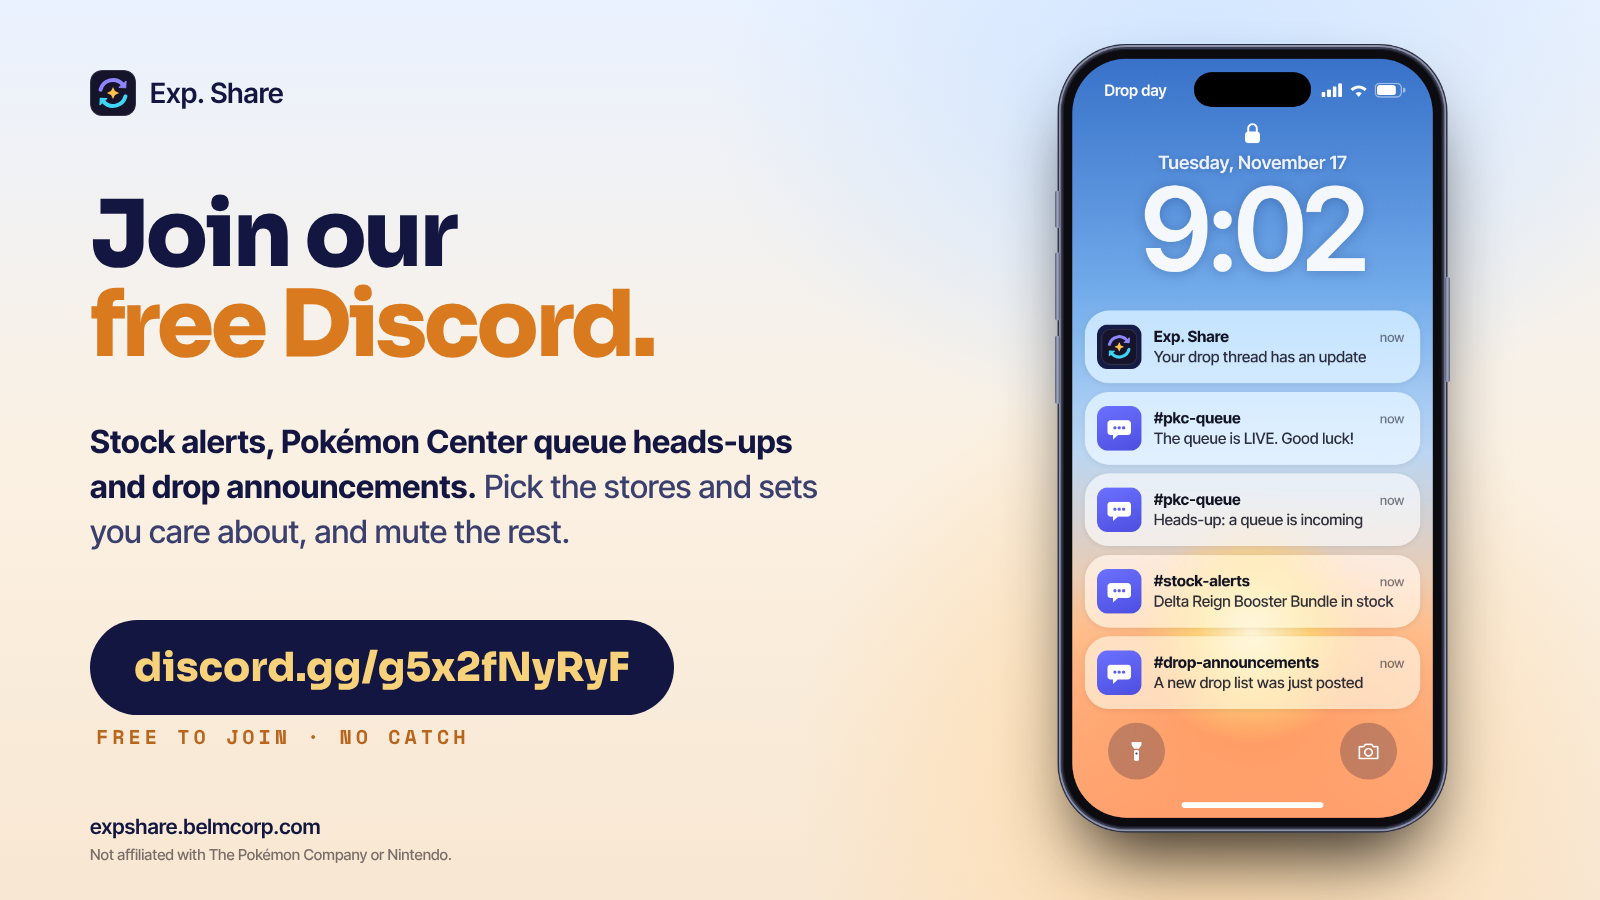 Exp. Share
Join our
free Discord.
Stock alerts, Pokémon Center queue heads-ups
and drop announcements. Pick the stores and sets
you care about, and mute the rest.
discord.gg/g5x2fNyRyF
FREE TO JOIN · NO CATCH
expshare.belmcorp.com
Not affiliated with The Pokémon Company or Nintendo.
Drop day
Tuesday, November 17
9:02
Exp. Share now
Your drop thread has an update
#pkc-queue now
The queue is LIVE. Good luck!
#pkc-queue now
Heads-up: a queue is incoming
#stock-alerts now
Delta Reign Booster Bundle in stock
#drop-announcements now
A new drop list was just posted